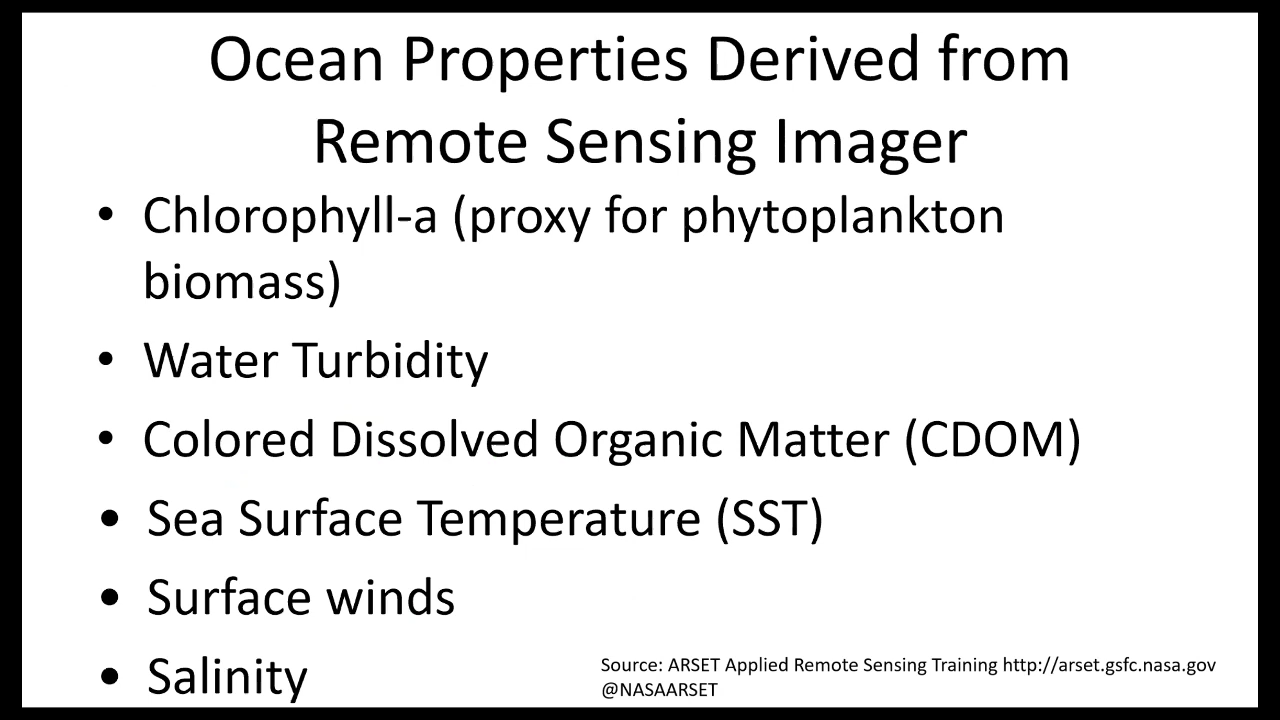 Ocean Properties Derived from
Remote Sensing Imager
• Chlorophyll-a (proxy for phytoplankton
biomass)
• Water Turbidity
• Colored Dissolved Organic Matter (CDOM)
• Sea Surface Temperature (SST)
• Surface winds
• Salinity
Source: ARSET Applied Remote Sensing Training http://arset.gsfc.nasa.gov
@NASAARSET